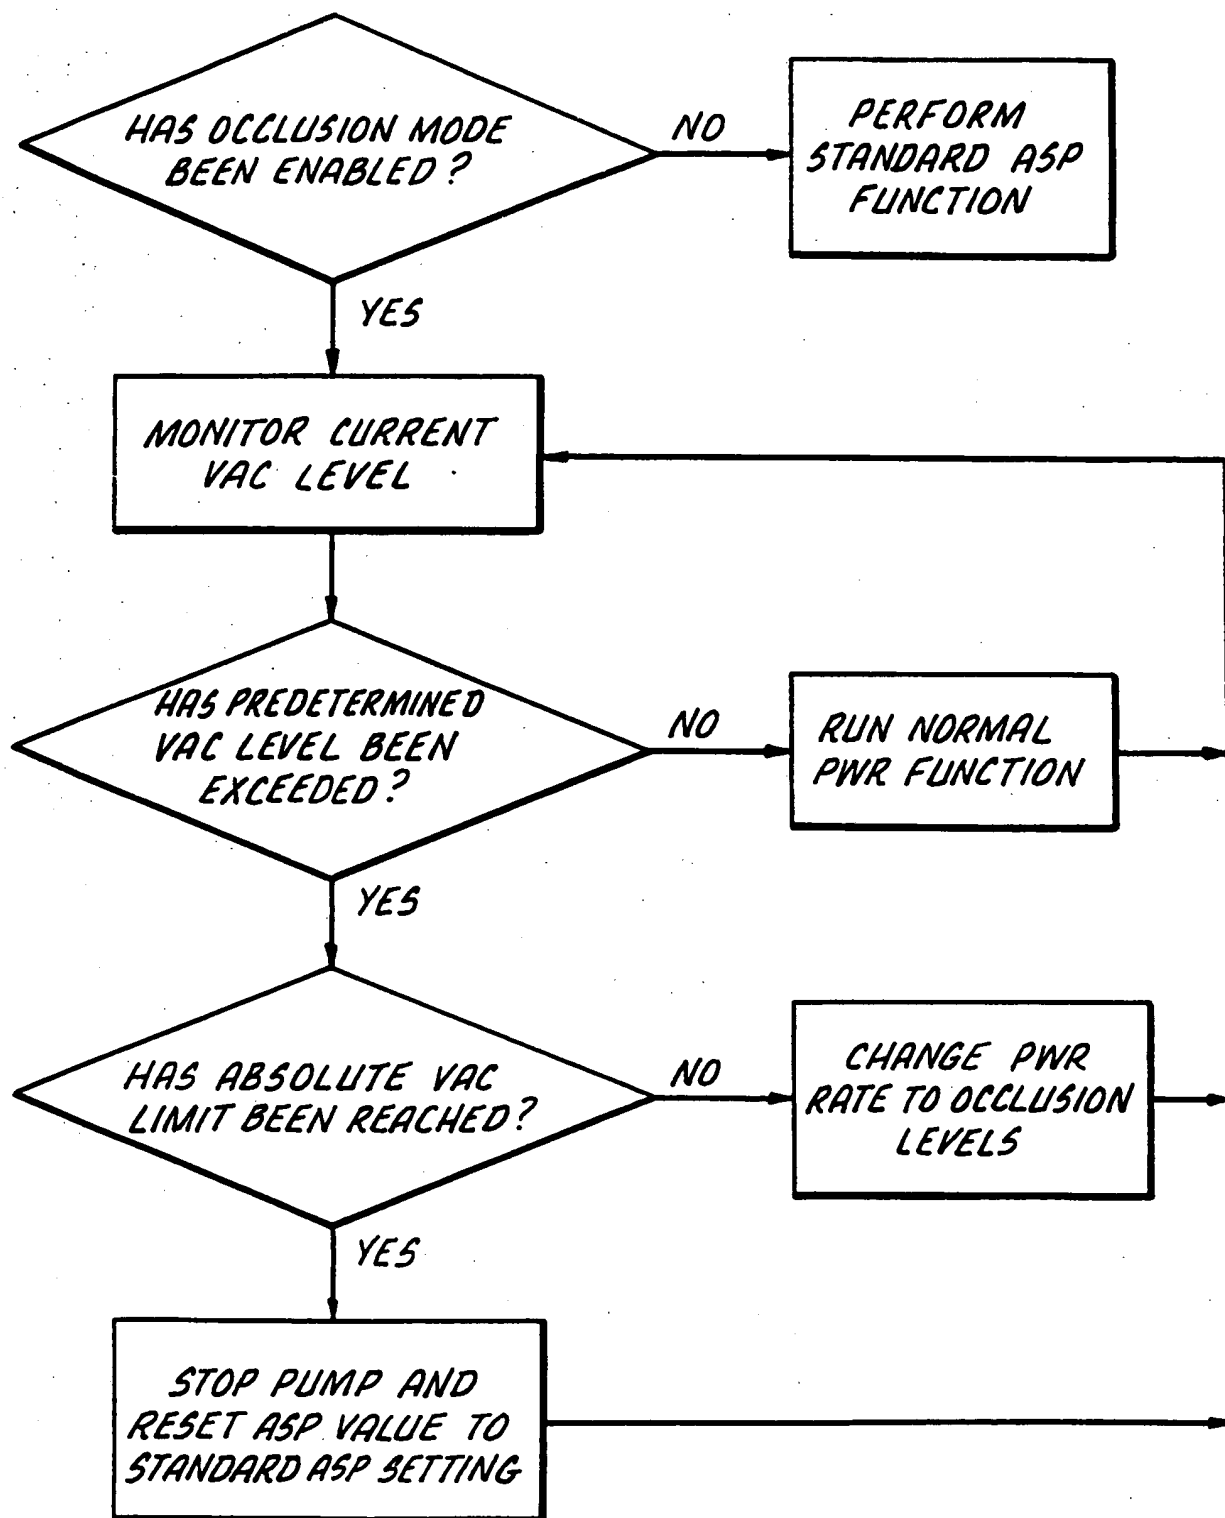 HAS OCCLUSION MODE
BEEN ENABLED?
NO
PERFORM
STANDARD ASP
FUNCTION
YES
MONITOR CURRENT
VAC LEVEL
HAS PREDETERMINED
VAC LEVEL BEEN
EXCEEDED?
NO
RUN NORMAL
PWR FUNCTION
YES
HAS ABSOLUTE VAC
LIMIT BEEN REACHED?
NO
CHANGE PWR
RATE TO OCCLUSION
LEVELS
YES
STOP PUMP AND
RESET ASP VALUE TO
STANDARD ASP SETTING